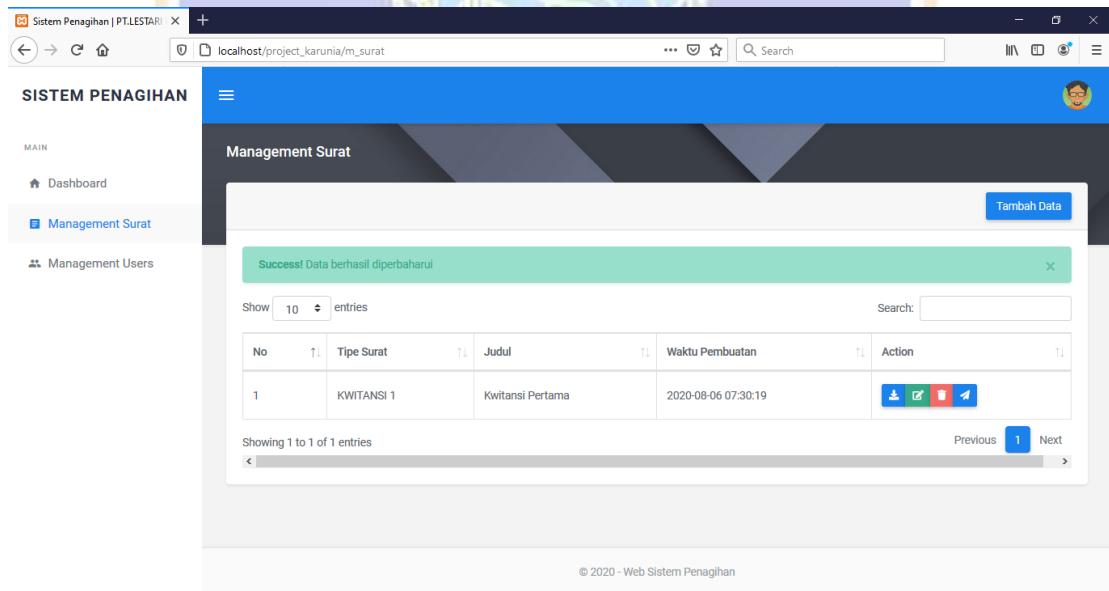 Sistem Penagihan | PT.LESTARI
localhost/project_karunia/m_surat
Search
SISTEM PENAGIHAN
MAIN
Dashboard
Management Surat
Management Users
Management Surat
Tambah Data
Success! Data berhasil diperbaharui
Show 10 entries
Search:
No Tipe Surat Judul Waktu Pembuatan Action
1 KWITANSI 1 Kwitansi Pertama 2020-08-06 07:30:19
Showing 1 to 1 of 1 entries
Previous 1 Next
© 2020 - Web Sistem Penagihan